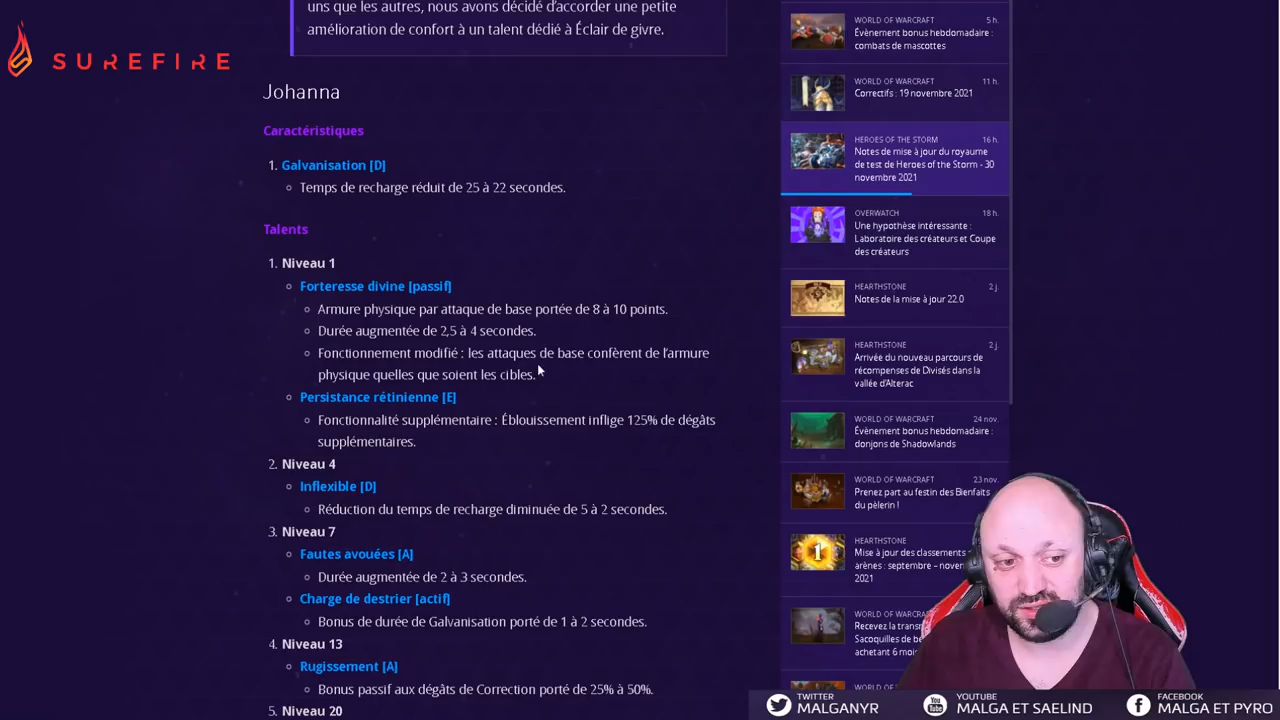 uns que les autres, nous avons décidé d'accorder une petite
amélioration de confort à un talent dédié à Éclair de givre.
SUREFIRE
Johanna
Caractéristiques
1. Galvanisation [D]
Temps de recharge réduit de 25 à 22 secondes.
Talents
1. Niveau 1
Forteresse divine [passif]
Armure physique par attaque de base portée de 8 à 10 points.
Durée augmentée de 2,5 à 4 secondes.
Fonctionnement modifié : les attaques de base confèrent de l'armure
physique quelles que soient les cibles.
Persistance rétinienne [E]
Fonctionnalité supplémentaire : Éblouissement inflige 125% de dégâts
supplémentaires.
2. Niveau 4
Inflexible [D]
Réduction du temps de recharge diminuée de 5 à 2 secondes.
3. Niveau 7
Fautes avouées [A]
Durée augmentée de 2 à 3 secondes.
Charge de destrier [actif]
Bonus de durée de Galvanisation porté de 1 à 2 secondes.
4. Niveau 13
Rugissement [A]
Bonus passif aux dégâts de Correction porté de 25% à 50%.
5. Niveau 20
WORLD OF WARCRAFT 5 h.
Évènement bonus hebdomadaire :
combats de mascottes
WORLD OF WARCRAFT 11 h.
Correctifs : 19 novembre 2021
HEROES OF THE STORM 16 h.
Notes de mise à jour du royaume
de test de Heroes of the Storm - 30
novembre 2021
OVERWATCH 18 h.
Une hypothèse intéressante :
Laboratoire des créateurs et Coupe
des créateurs
HEARTHSTONE 2 j.
Notes de la mise à jour 22.0
HEARTHSTONE 2 j.
Arrivée du nouveau parcours de
récompenses de Divisés dans la
vallée d'Alterac
WORLD OF WARCRAFT 24 nov.
Évènement bonus hebdomadaire :
donjons de Shadowlands
WORLD OF WARCRAFT 23 nov.
Prenez part au festin des Bienfaits
du pèlerin !
HEARTHSTONE
1
Mise à jour des classements
arènes : septembre – novem
2021
WORLD OF WAR
Recevez la trans
Sacoquilles de be
achetant 6 mois
WORLD OF
TWITTER
MALGANYR
YOUTUBE
MALGA ET SAELIND
FACEBOOK
MALGA ET PYRO